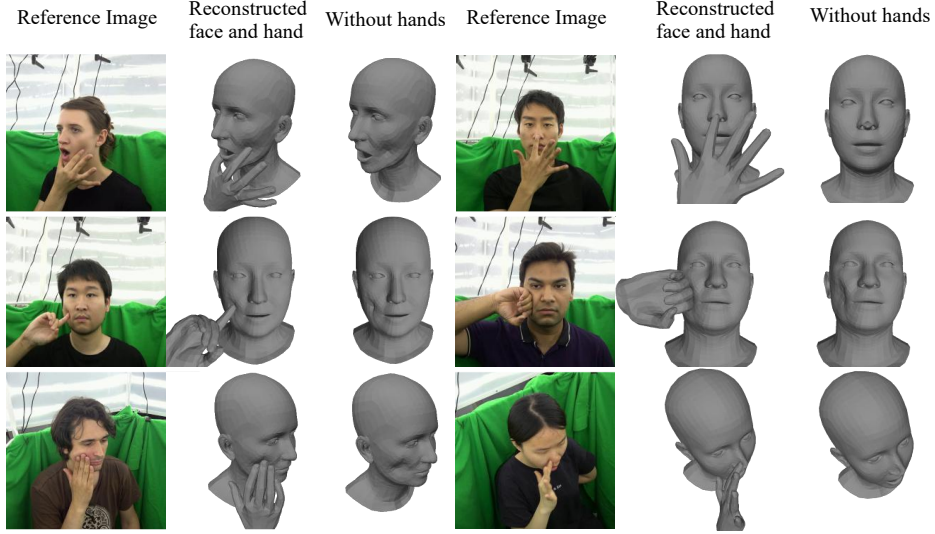 Reference Image
Reconstructed
face and hand
Without hands
Reference Image
Reconstructed
face and hand
Without hands